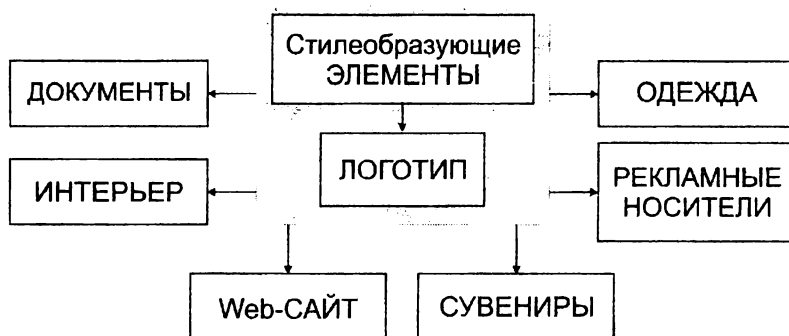 Стилеобразующие
ЭЛЕМЕНТЫ
ДОКУМЕНТЫ
ОДЕЖДА
ЛОГОТИП
ИНТЕРЬЕР
РЕКЛАМНЫЕ
НОСИТЕЛИ
Web-САЙТ
СУВЕНИРЫ